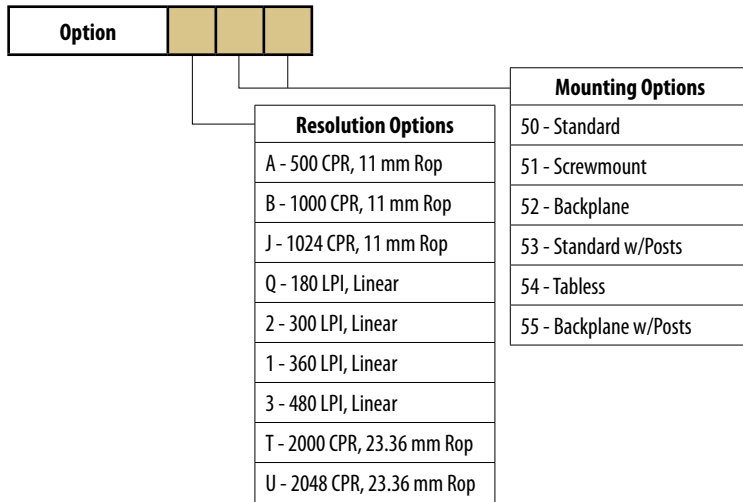 Option
Mounting Options
50 - Standard
51 - Screwmount
52 - Backplane
53 - Standard w/Posts
54 - Tabless
55 - Backplane w/Posts
Resolution Options
A - 500 CPR, 11 mm Rop
B - 1000 CPR, 11 mm Rop
J - 1024 CPR, 11 mm Rop
Q - 180 LPI, Linear
2 - 300 LPI, Linear
1 - 360 LPI, Linear
3 - 480 LPI, Linear
T - 2000 CPR, 23.36 mm Rop
U - 2048 CPR, 23.36 mm Rop